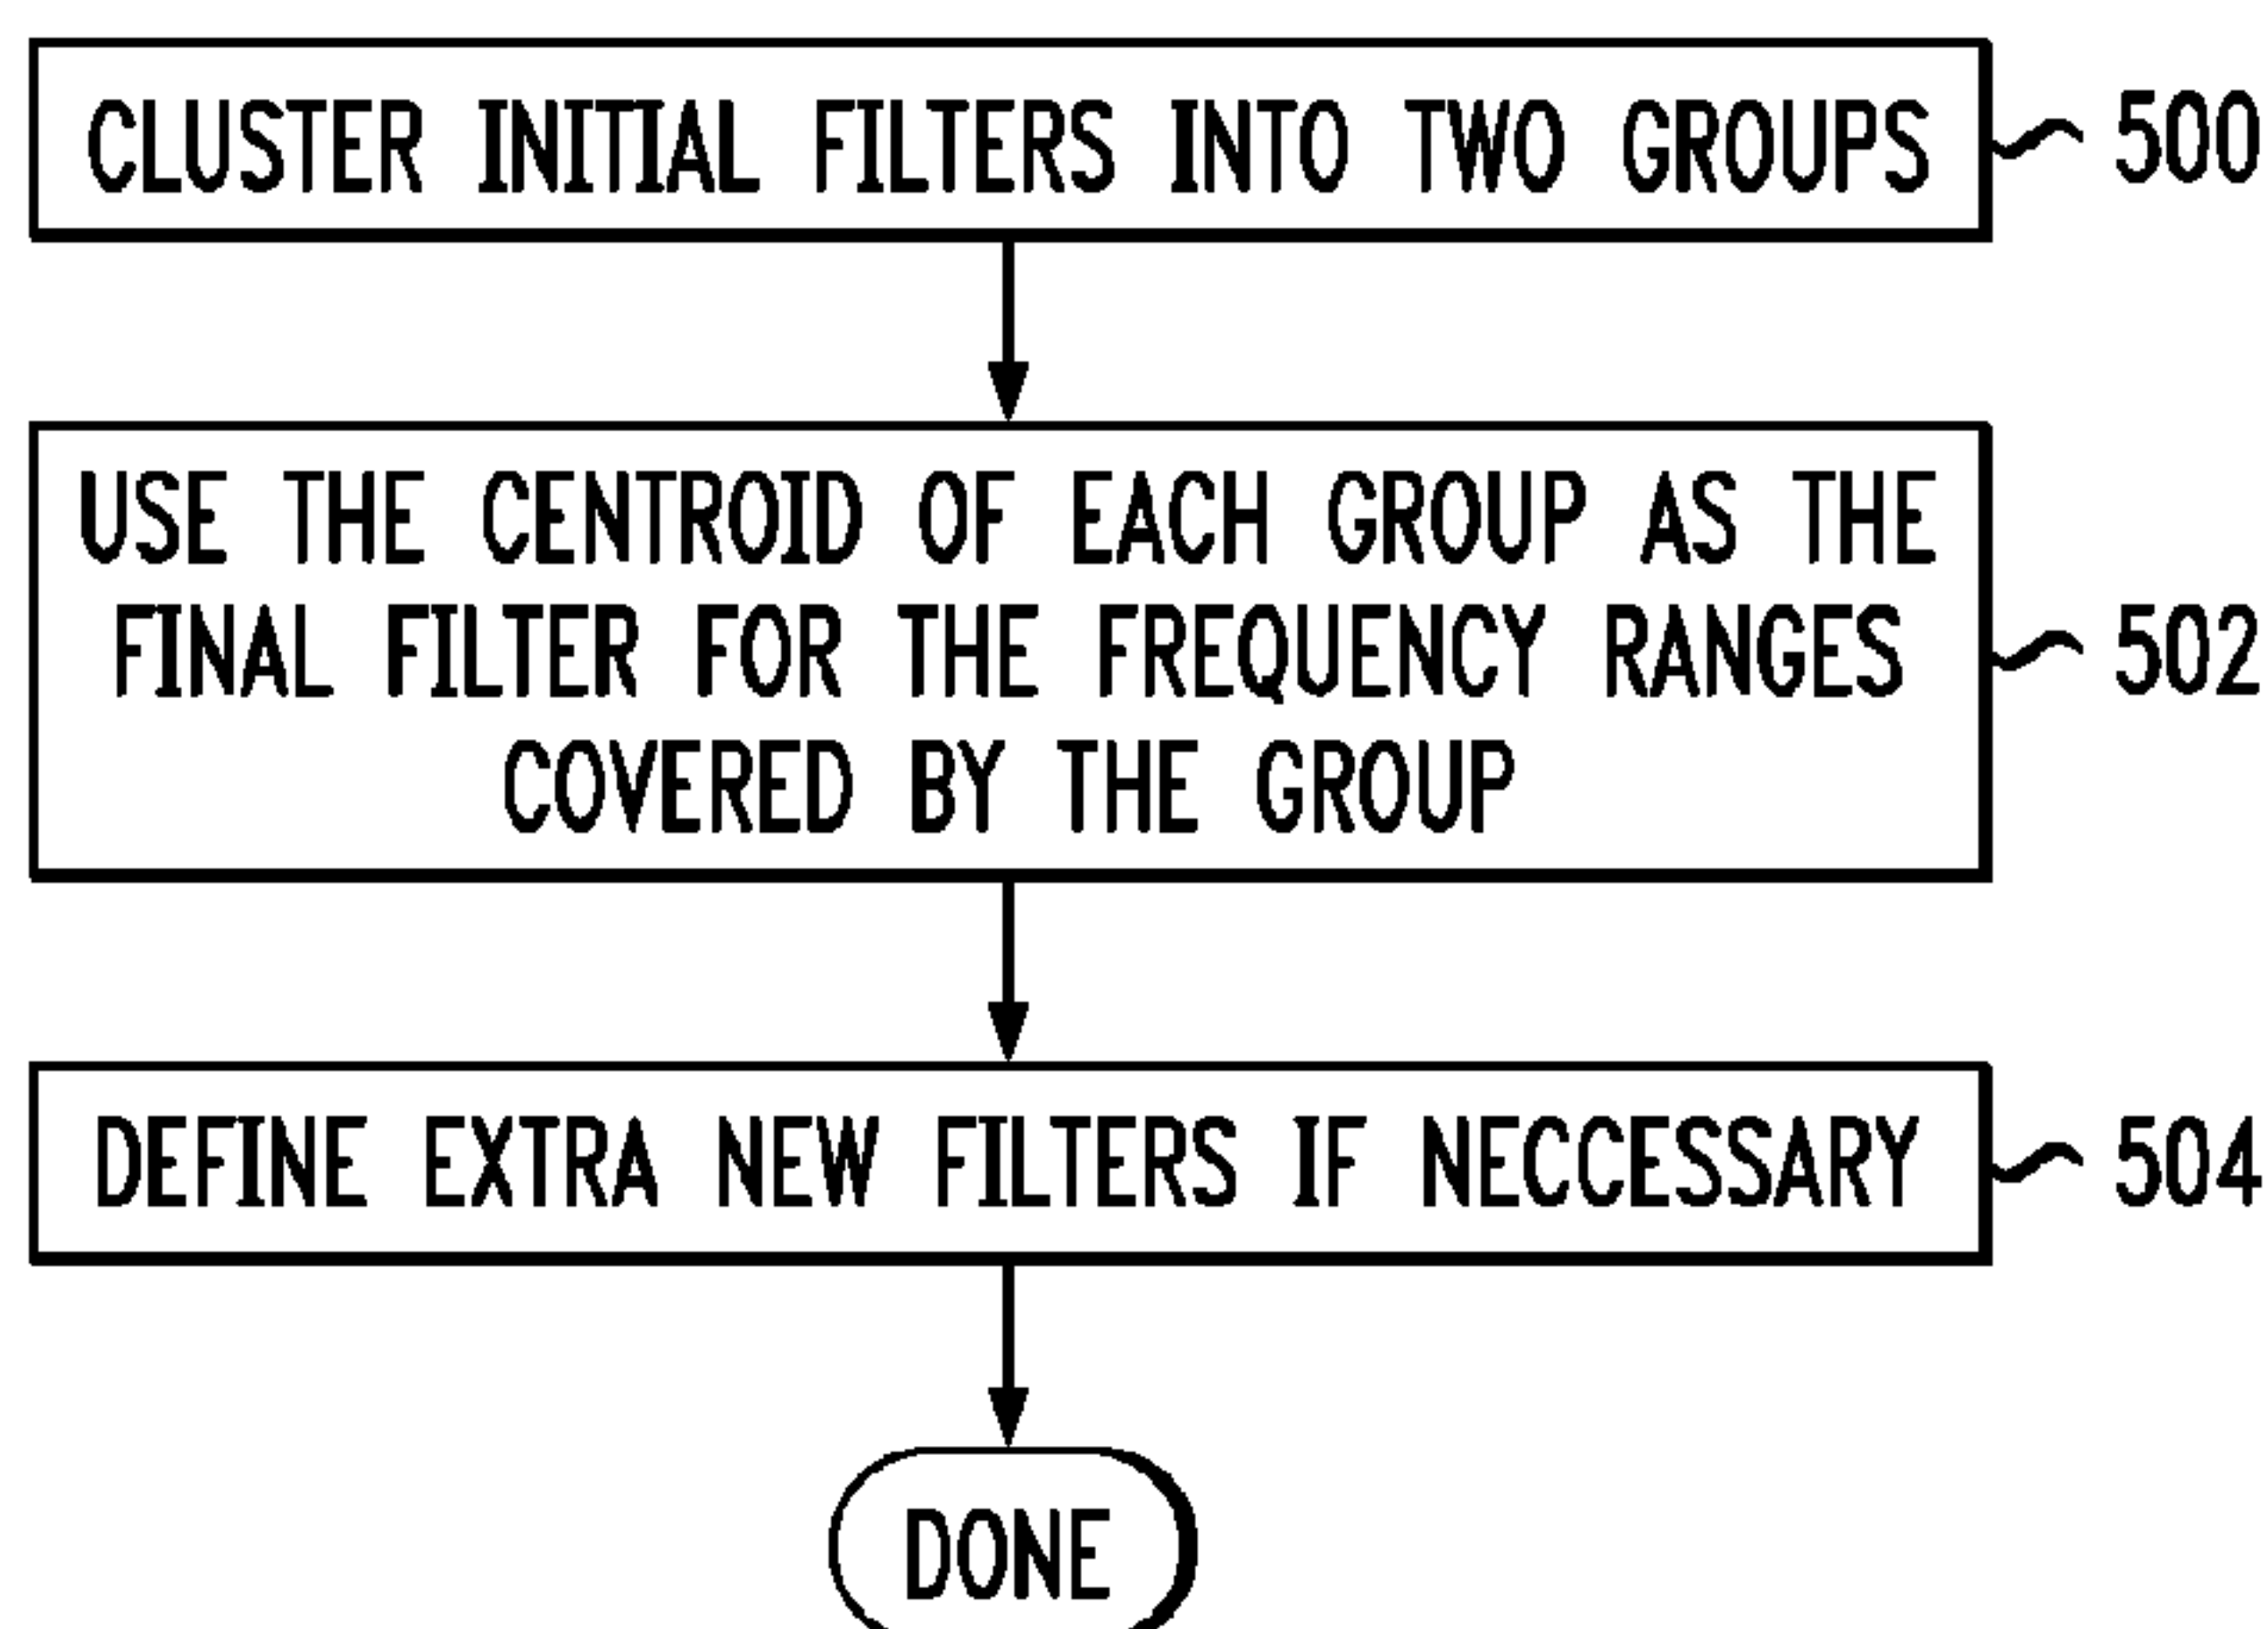 CLUSTER INITIAL FILTERS INTO TWO GROUPS
500
USE THE CENTROID OF EACH GROUP AS THE
FINAL FILTER FOR THE FREQUENCY RANGES
COVERED BY THE GROUP
502
DEFINE EXTRA NEW FILTERS IF NECCESSARY
504
DONE